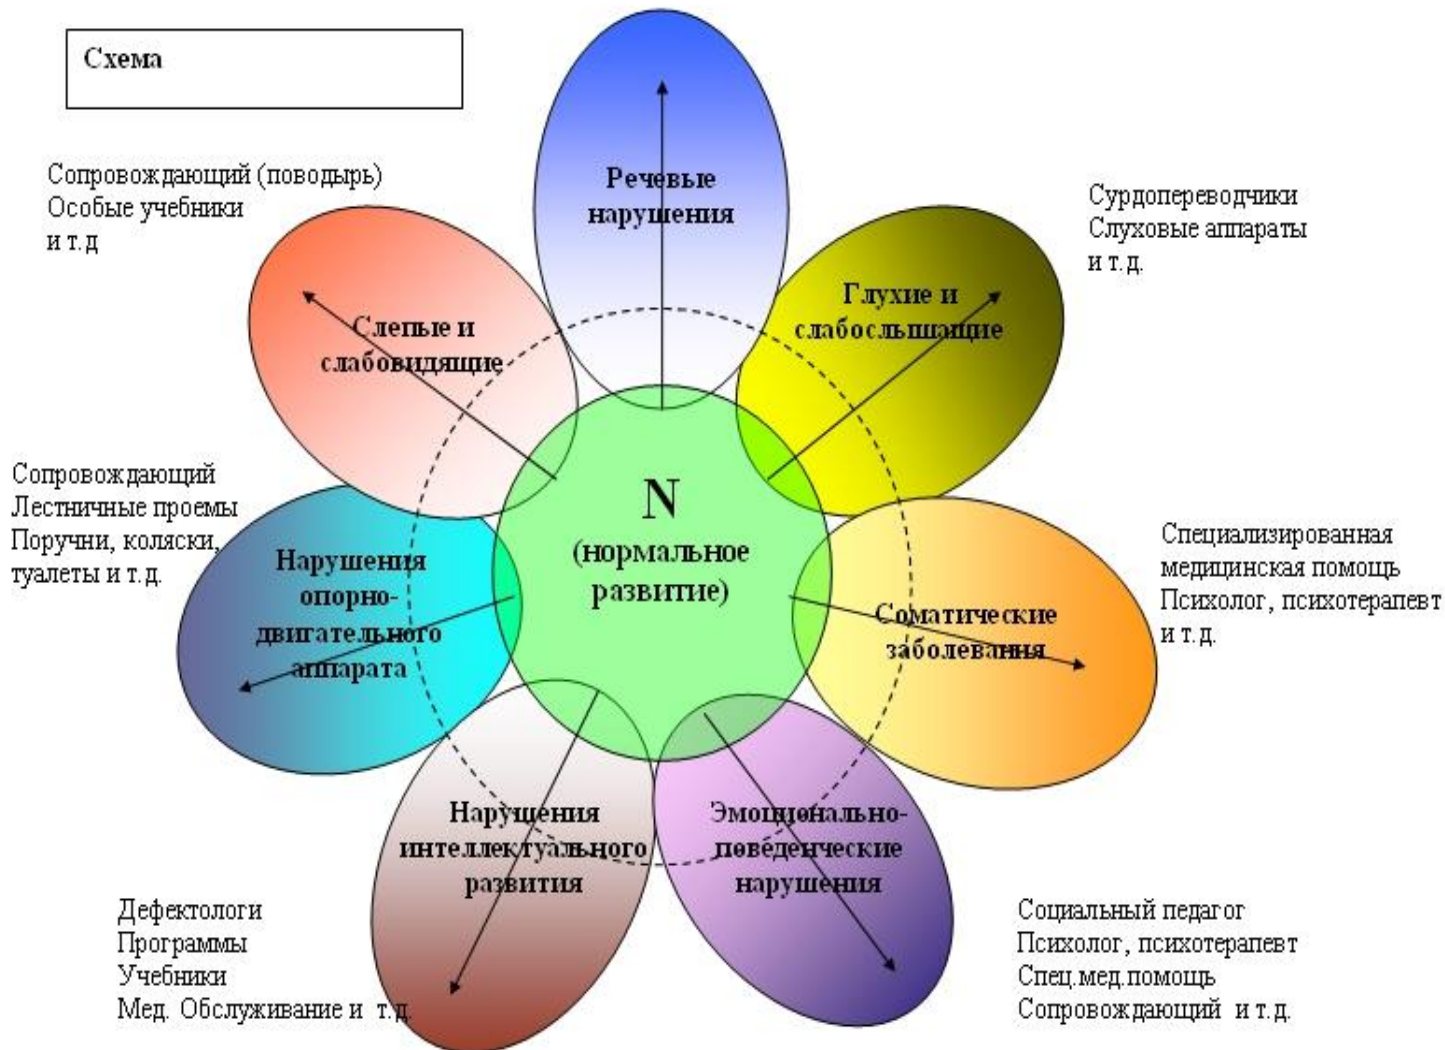 Схема
Речевые
нарушения
Сопровождающий (поводырь)
Особые учебники
и т.д
Сурдопереводчики
Слуховые аппараты
и т.д.
Слепые и
слабовидящие
Глухие и
слабослышащие
Сопровождающий
Лестничные проемы
Поручни, коляски,
туалеты и т.д.
N
(нормальное
развитие)
Специализированная
медицинская помощь
Психолог, психотерапевт
и т.д.
Нарушения
опорно-
двигательного
аппарата
Соматические
заболевания
Нарушения
интеллектуального
развития
Эмоционально-
поведенческие
нарушения
Дефектологи
Программы
Учебники
Мед. Обслуживание и т.д.
Социальный педагог
Психолог, психотерапевт
Спец.мед.помощь
Сопровождающий и т.д.